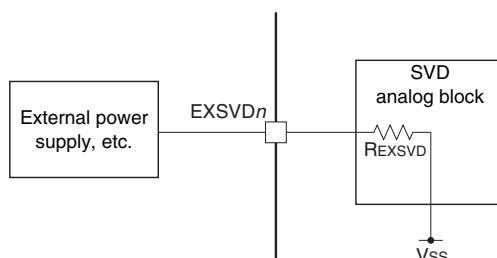 External power
supply, etc.
EXSVDn
SVD
analog block
REXSVD
VSS